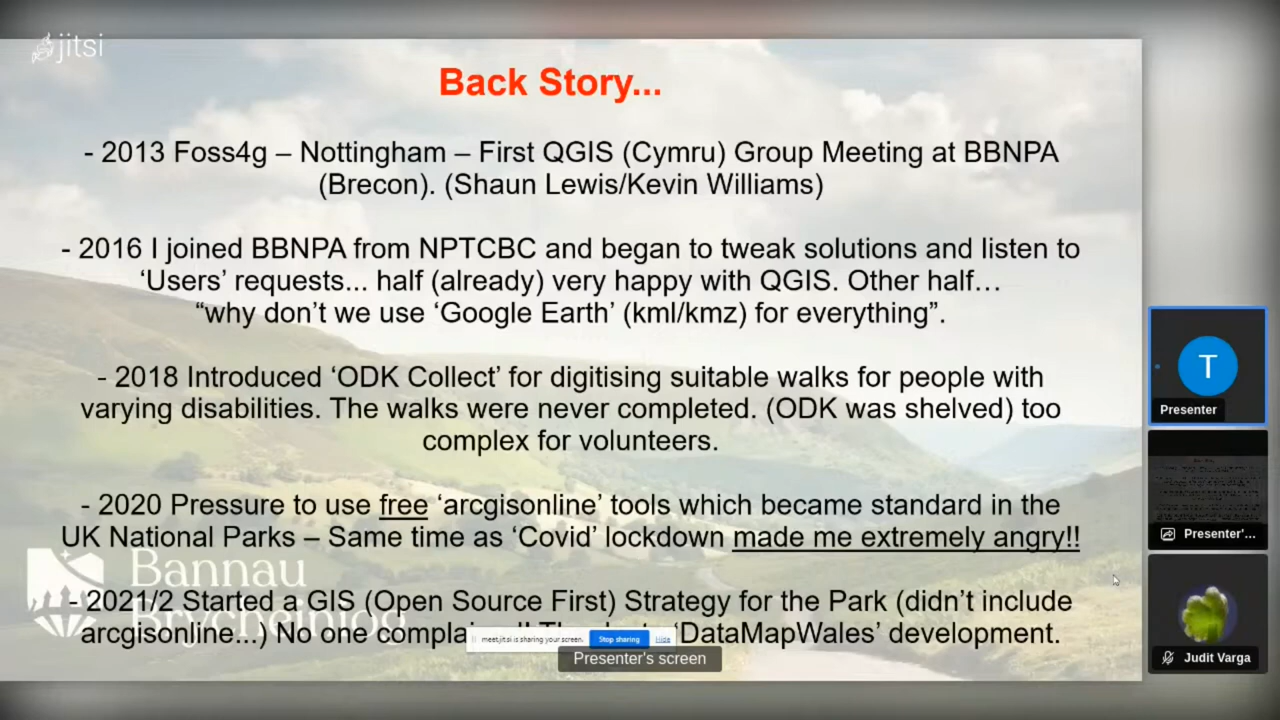 jitsi
Back Story...
- 2013 Foss4g – Nottingham – First QGIS (Cymru) Group Meeting at BBNPA
(Brecon). (Shaun Lewis/Kevin Williams)
- 2016 I joined BBNPA from NPTCBC and began to tweak solutions and listen to
‘Users’ requests... half (already) very happy with QGIS. Other half…
“why don’t we use ‘Google Earth’ (kml/kmz) for everything”.
- 2018 Introduced ‘ODK Collect’ for digitising suitable walks for people with
varying disabilities. The walks were never completed. (ODK was shelved) too
complex for volunteers.
- 2020 Pressure to use free ‘arcgisonline’ tools which became standard in the
UK National Parks – Same time as ‘Covid’ lockdown made me extremely angry!!
Bannau
Brycheiniog
- 2021/2 Started a GIS (Open Source First) Strategy for the Park (didn’t include
arcgisonline...) No one ‘DataMapWales’ development.
meet.jit.si is sharing your screen. Stop sharing Hide
Presenter's screen
T
Presenter
Presenter'...
Judit Varga